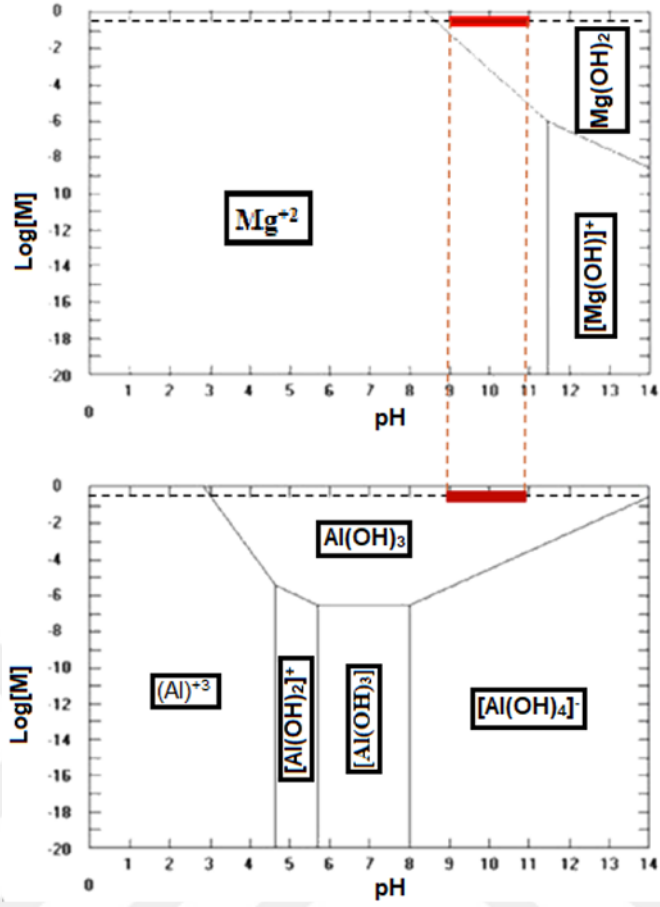 0
-2
-4
-6
-8
10
-12
-14
-16
-18
-20
Log[M]
Mg⁺²
Mg(OH)₂
[Mg(OH)]⁺
1 2 3 4 5 6 7 8 9 10 11 12 13 14
0
pH
0
-2
-4
-6
-8
-10
-12
-14
-16
-18
-20
Log[M]
Al(OH)₃
(Al)⁺³
[Al(OH)₂]⁺
[Al(OH)₃]
[Al(OH)₄]⁻
1 2 3 4 5 6 7 8 9 10 11 12 13 14
0
pH